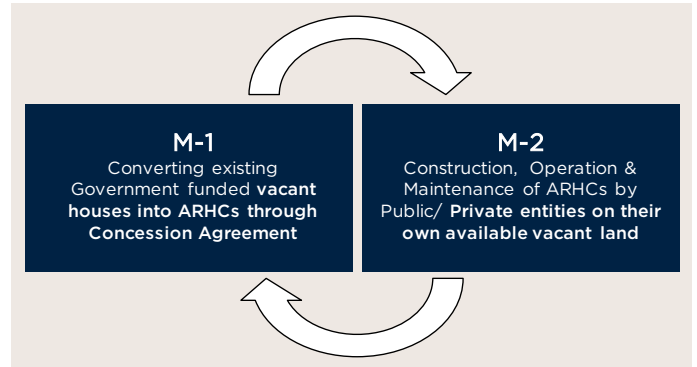 M-1
Converting existing
Government funded vacant
houses into ARHCs through
Concession Agreement
M-2
Construction, Operation &
Maintenance of ARHCs by
Public/ Private entities on their
own available vacant land